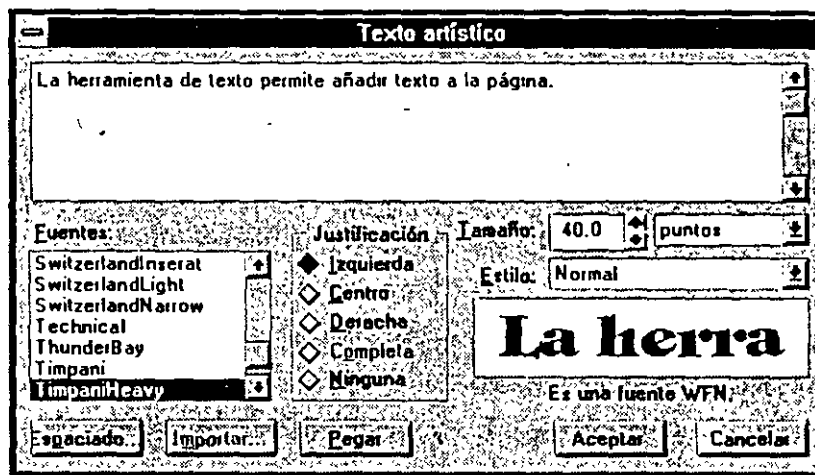 Texto artístico
La herramienta de texto permite añadir texto a la página.
Fuentes:
SwitzerlandInserat
SwitzerlandLight
SwitzerlandNarrow
Technical
ThunderBay
Timpani
TimpaniHeavy
Justificación
Izquierda
Centro
Deracha
Completa
Ninguna
Tamaño: 40.0 puntos
Estilo: Normal
La herra
Es una fuente WFN.
Espaciado... Importar... Pegar Aceptar Cancelar